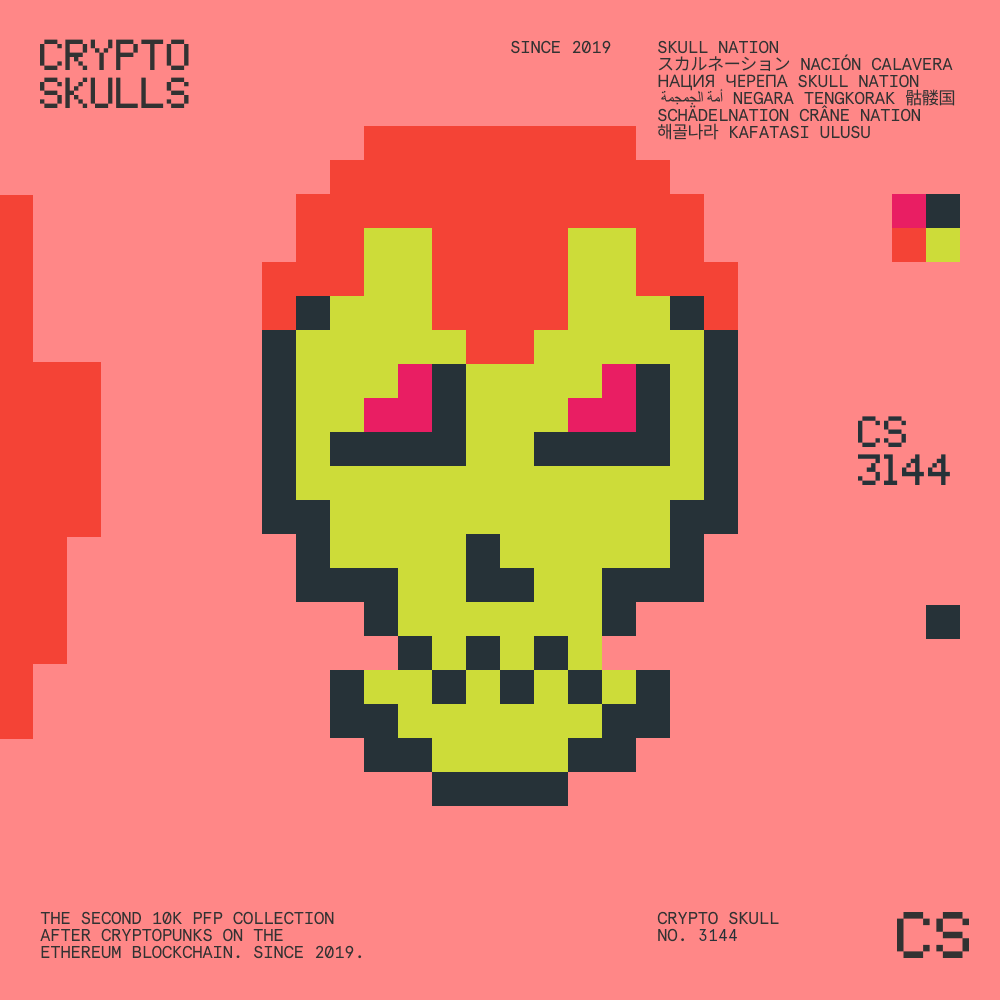 CRYPTO
SKULLS
SINCE 2019
SKULL NATION
スカルネーション NACIÓN CALAVERA
НАЦИЯ ЧЕРЕПА SKULL NATION
أمة الجمجمة NEGARA TENGKORAK 骷髅国
SCHÄDELNATION CRÂNE NATION
해골나라 KAFATASI ULUSU
CS
3144
THE SECOND 10K PFP COLLECTION
AFTER CRYPTOPUNKS ON THE
ETHEREUM BLOCKCHAIN. SINCE 2019.
CRYPTO SKULL
NO. 3144
CS